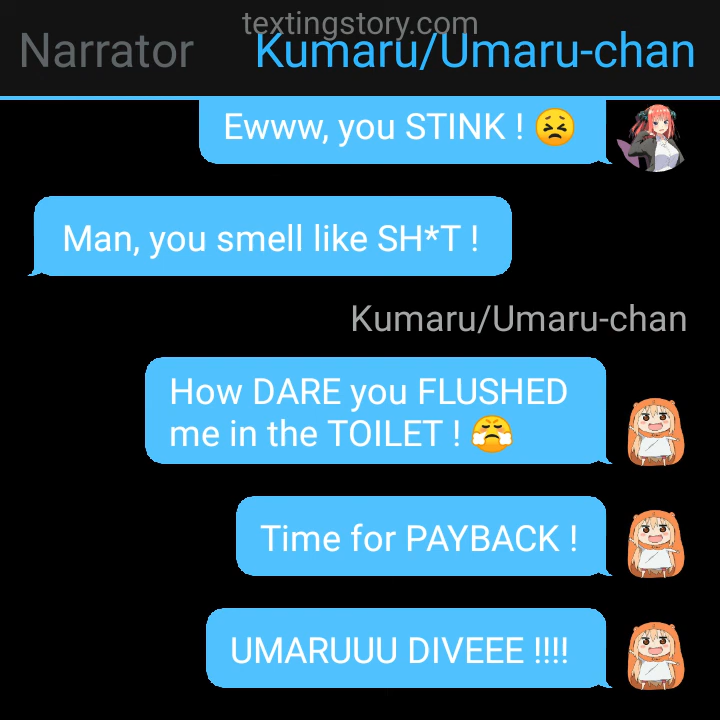 textingstory.com
Narrator
Kumaru/Umaru-chan
Ewww, you STINK ! 😣
Man, you smell like SH*T !
Kumaru/Umaru-chan
How DARE you FLUSHED
me in the TOILET ! 😤
Time for PAYBACK !
UMARUUU DIVEEE !!!!